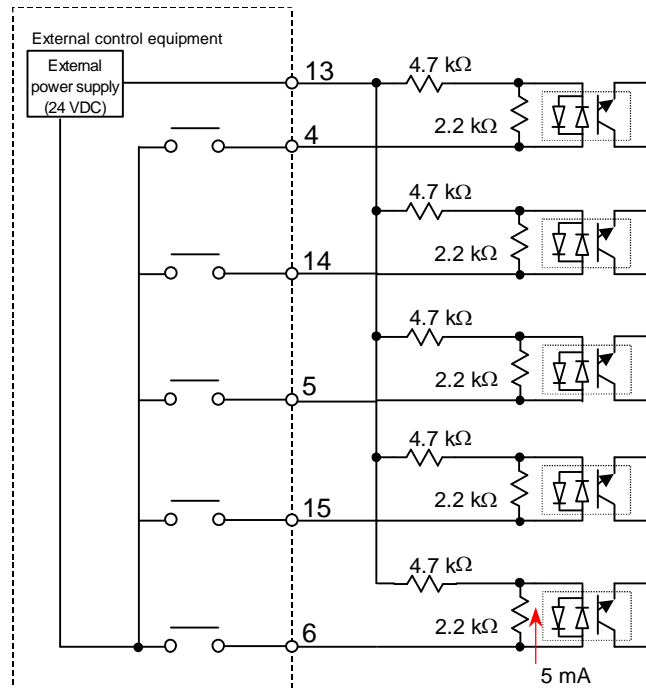 External control equipment
External
power supply
(24 VDC)
13
4.7 kΩ
2.2 kΩ
4
4.7 kΩ
2.2 kΩ
14
4.7 kΩ
2.2 kΩ
5
4.7 kΩ
2.2 kΩ
15
4.7 kΩ
2.2 kΩ
6
5 mA